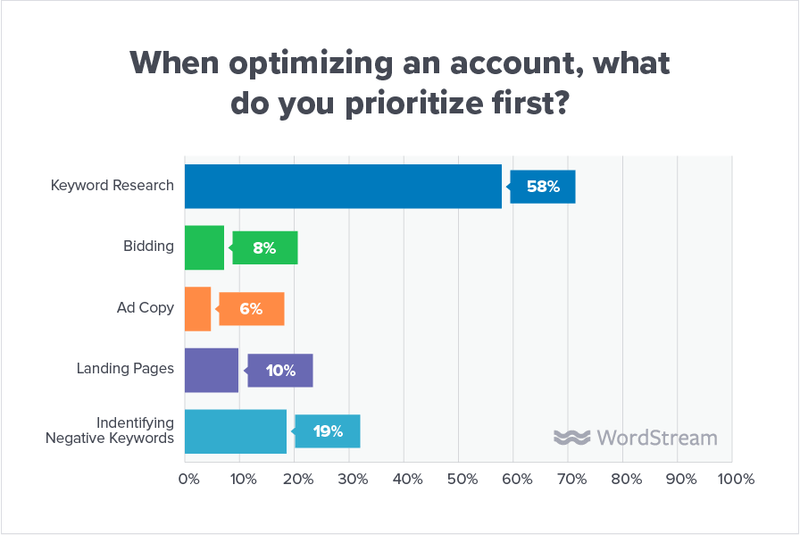 When optimizing an account, what
do you prioritize first?
Keyword Research
58%
Bidding
8%
Ad Copy
6%
Landing Pages
10%
Indentifying
Negative Keywords
19%
WordStream
0% 10% 20% 30% 40% 50% 60% 70% 80% 90% 100%